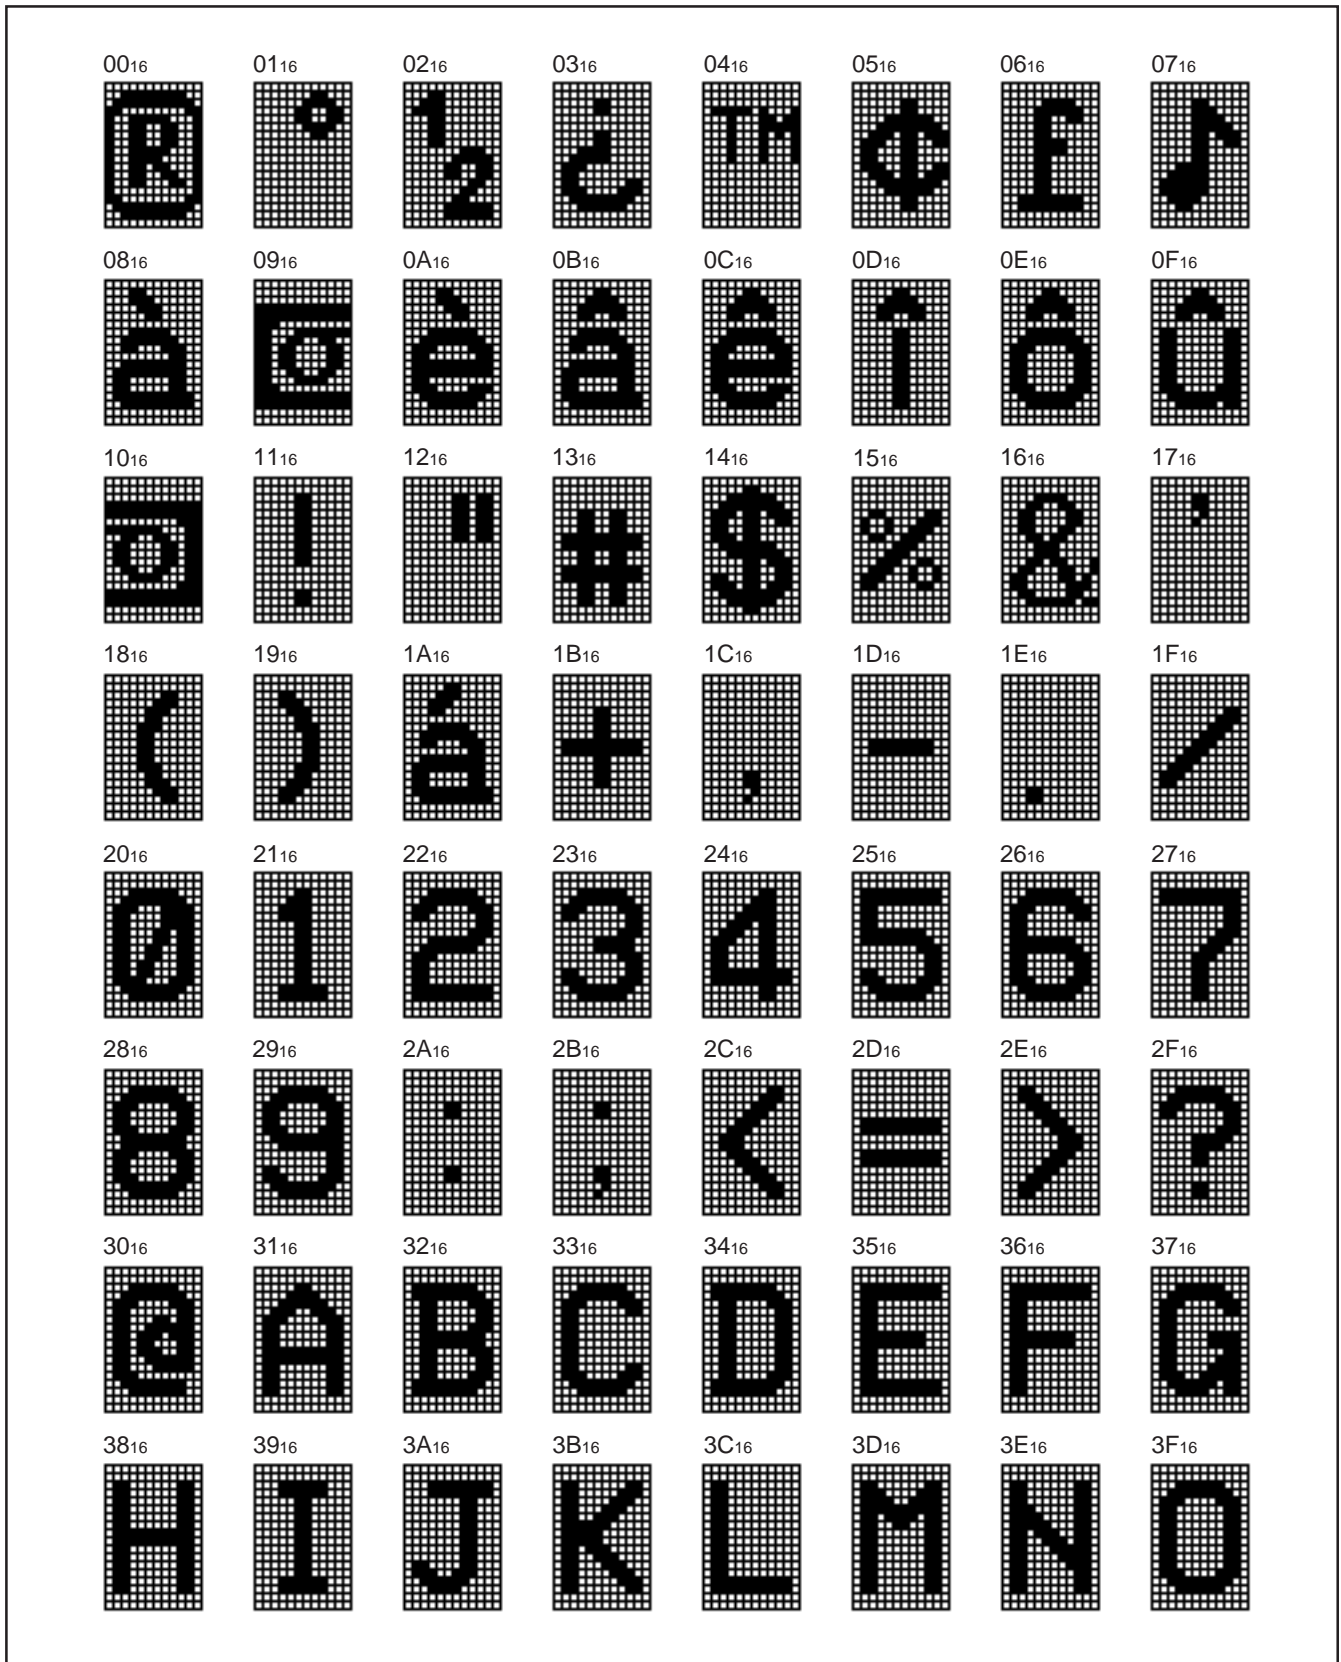 00₁₆ 01₁₆ 02₁₆ 03₁₆ 04₁₆ 05₁₆ 06₁₆ 07₁₆
® ° ½ ¿ ™ ¢ £ ♪
08₁₆ 09₁₆ 0A₁₆ 0B₁₆ 0C₁₆ 0D₁₆ 0E₁₆ 0F₁₆
à è â ê î ô û
10₁₆ 11₁₆ 12₁₆ 13₁₆ 14₁₆ 15₁₆ 16₁₆ 17₁₆
! " # $ % & '
18₁₆ 19₁₆ 1A₁₆ 1B₁₆ 1C₁₆ 1D₁₆ 1E₁₆ 1F₁₆
( ) á + , - . /
20₁₆ 21₁₆ 22₁₆ 23₁₆ 24₁₆ 25₁₆ 26₁₆ 27₁₆
0 1 2 3 4 5 6 7
28₁₆ 29₁₆ 2A₁₆ 2B₁₆ 2C₁₆ 2D₁₆ 2E₁₆ 2F₁₆
8 9 : ; < = > ?
30₁₆ 31₁₆ 32₁₆ 33₁₆ 34₁₆ 35₁₆ 36₁₆ 37₁₆
@ A B C D E F G
38₁₆ 39₁₆ 3A₁₆ 3B₁₆ 3C₁₆ 3D₁₆ 3E₁₆ 3F₁₆
H I J K L M N O